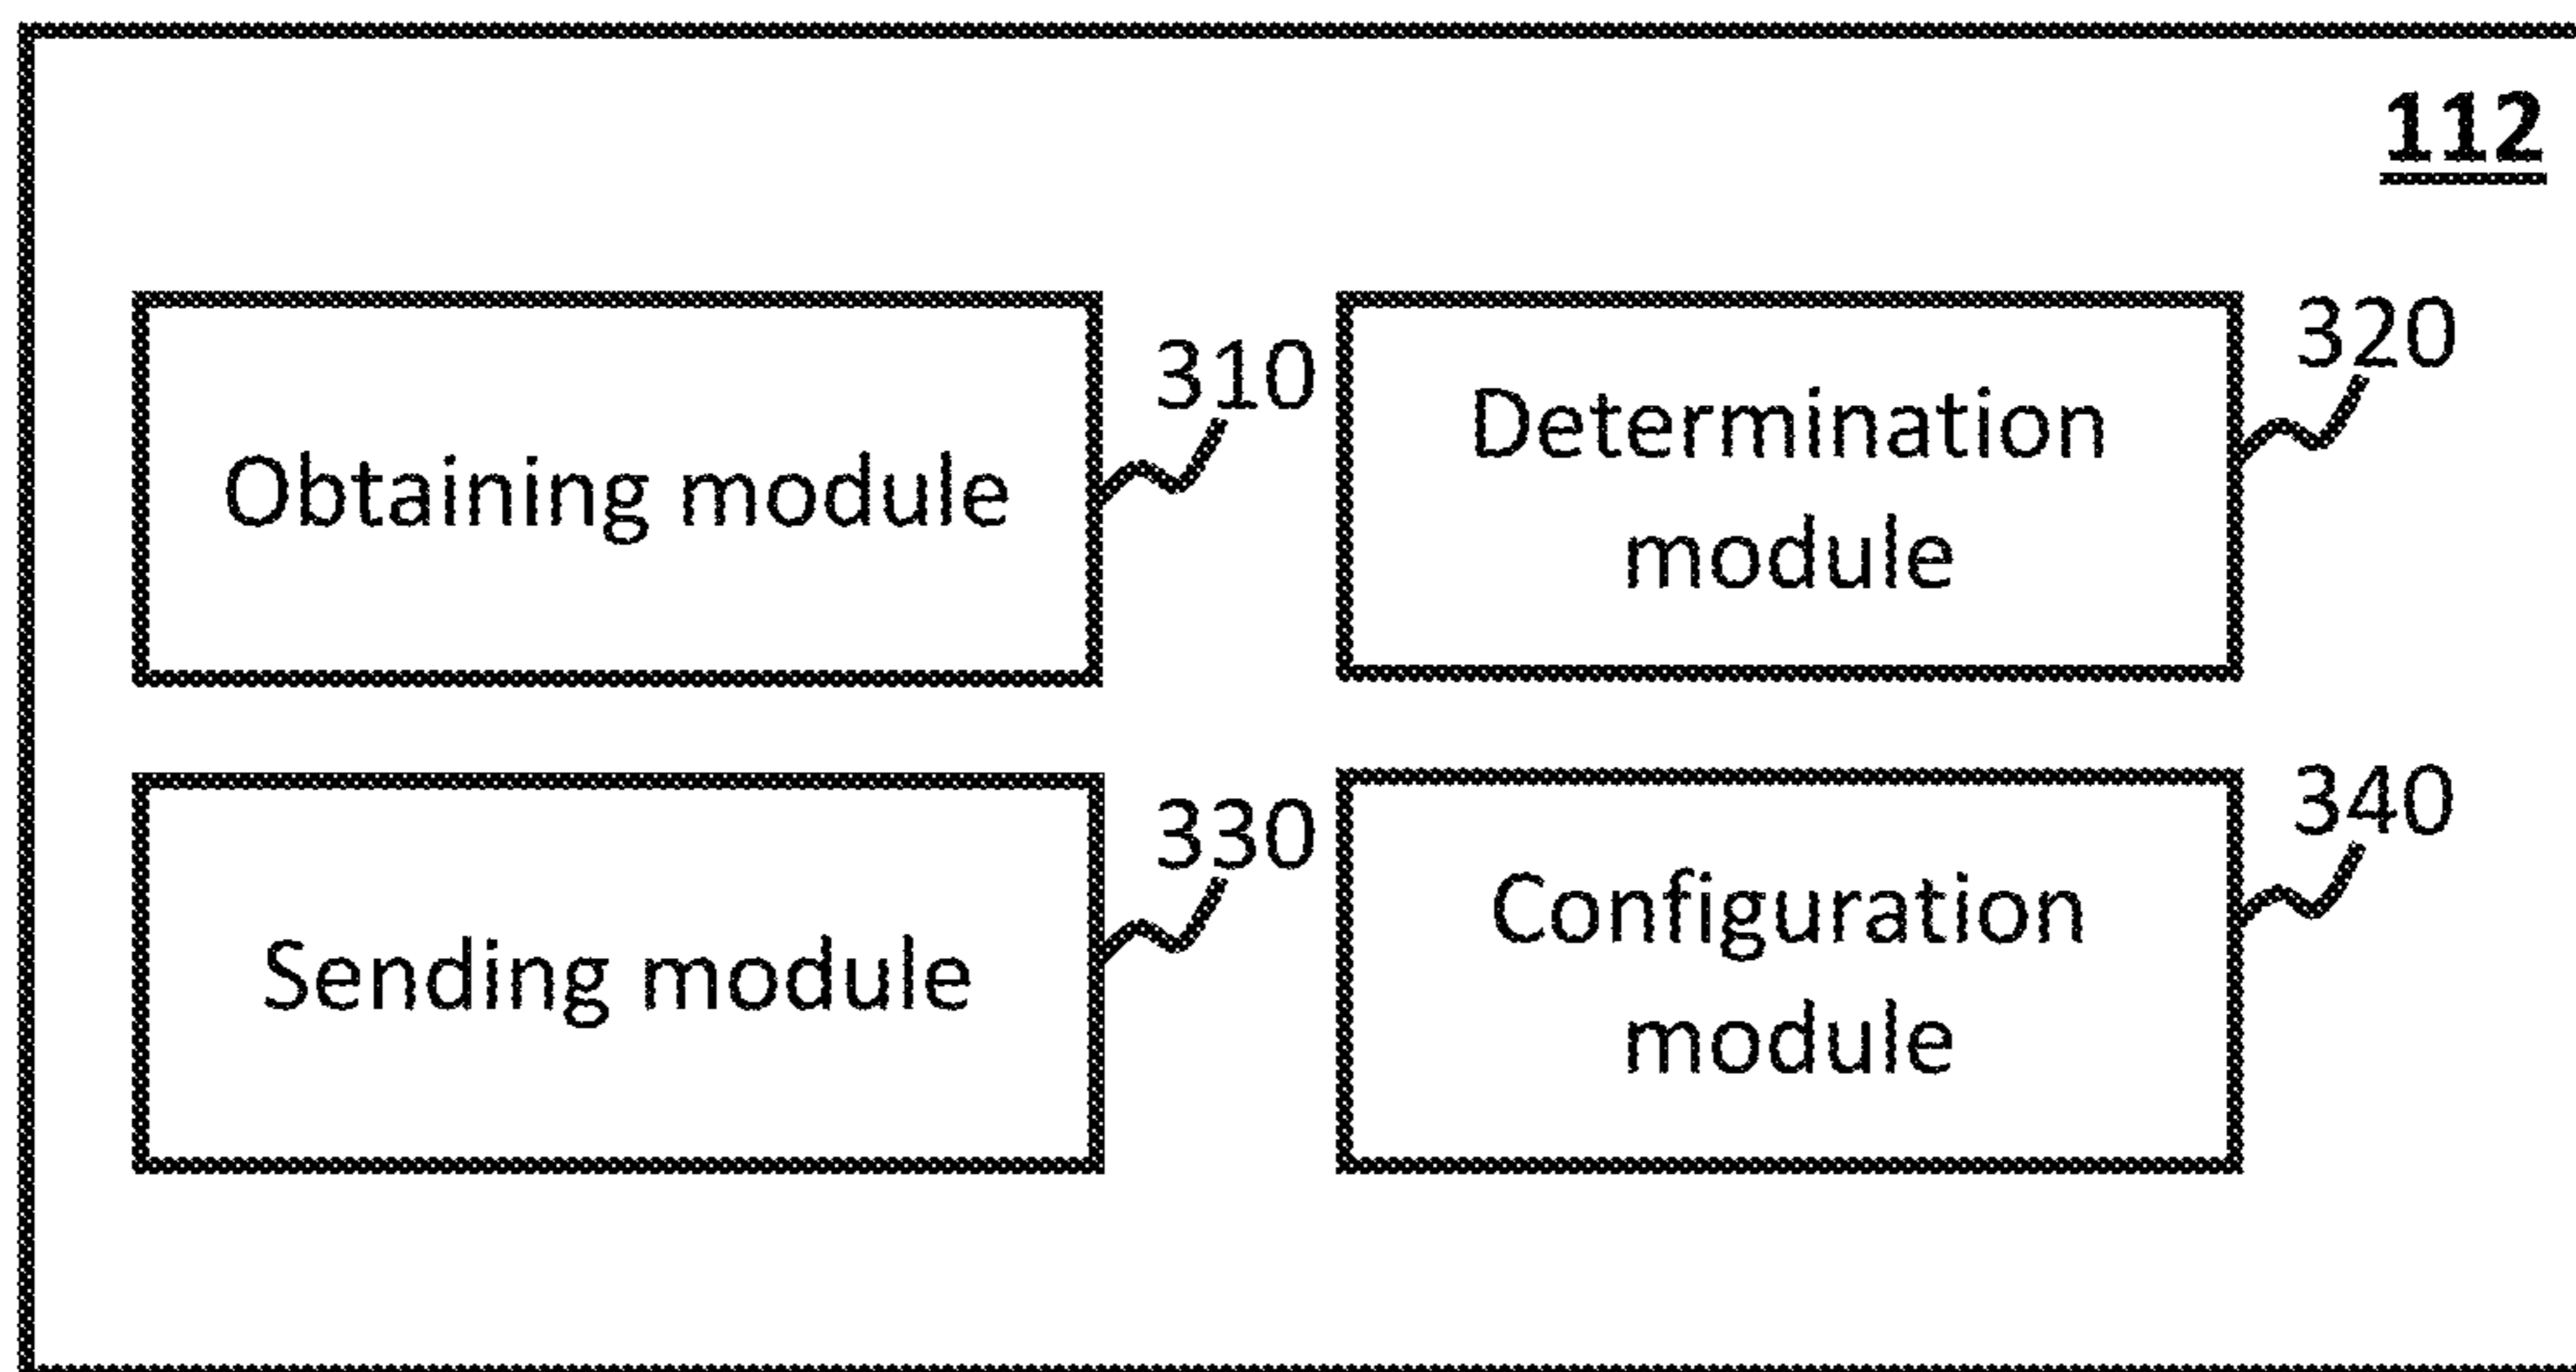 112
310
Obtaining module
320
Determination
module
330
Sending module
340
Configuration
module